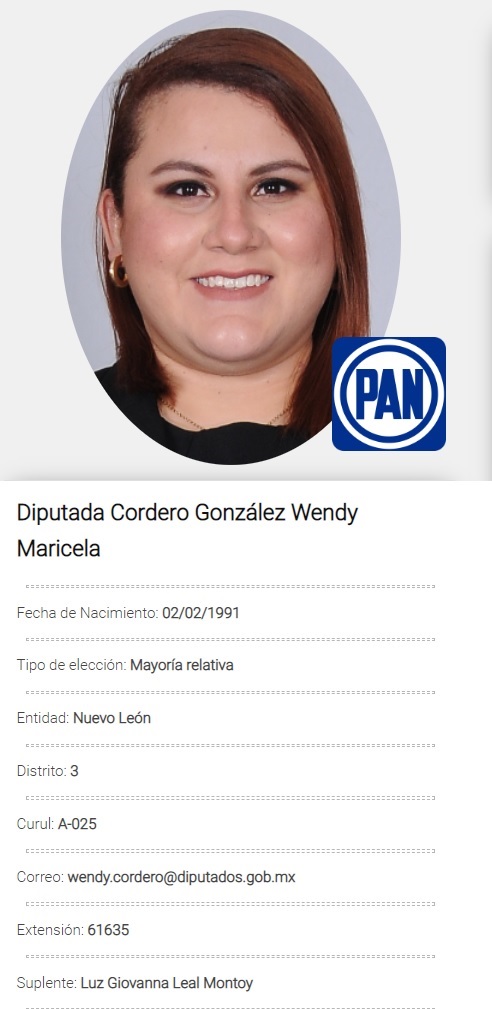 PAN
Diputada Cordero González Wendy
Maricela
Fecha de Nacimiento: 02/02/1991
Tipo de elección: Mayoría relativa
Entidad: Nuevo León
Distrito: 3
Curul: A-025
Correo: wendy.cordero@diputados.gob.mx
Extensión: 61635
Suplente: Luz Giovanna Leal Montoy